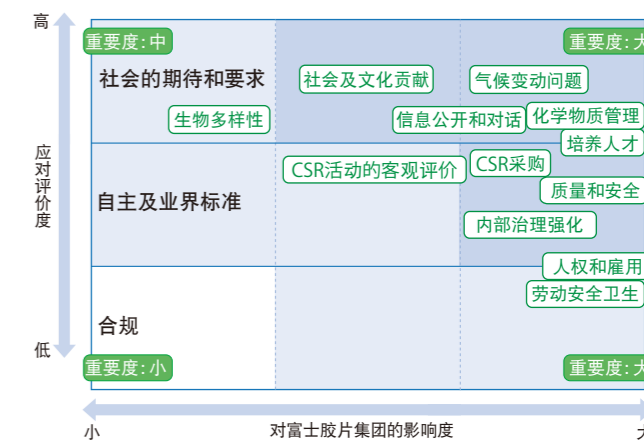 高
重要度:中
重要度:大
社会的期待和要求
社会及文化贡献
气候变动问题
生物多样性
信息公开和对话
化学物质管理
培养人才
应对评价度
CSR活动的客观评价
CSR采购
自主及业界标准
质量和安全
内部治理强化
人权和雇用
劳动安全卫生
合规
低
重要度:小
重要度:大
小
对富士胶片集团的影响度
大